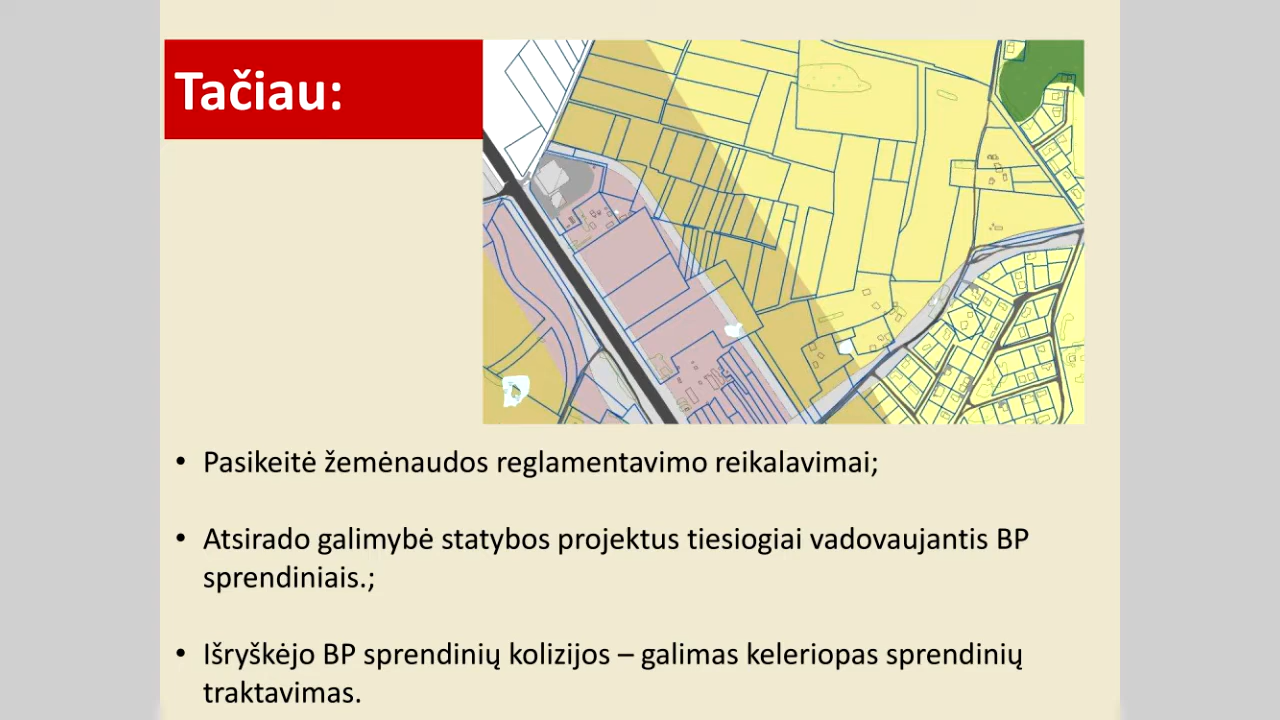 Tačiau:
• Pasikeitė žemėnaudos reglamentavimo reikalavimai;
• Atsirado galimybė statybos projektus tiesiogiai vadovaujantis BP
sprendiniais.;
• Išryškėjo BP sprendinių kolizijos – galimas keleriopas sprendinių
traktavimas.